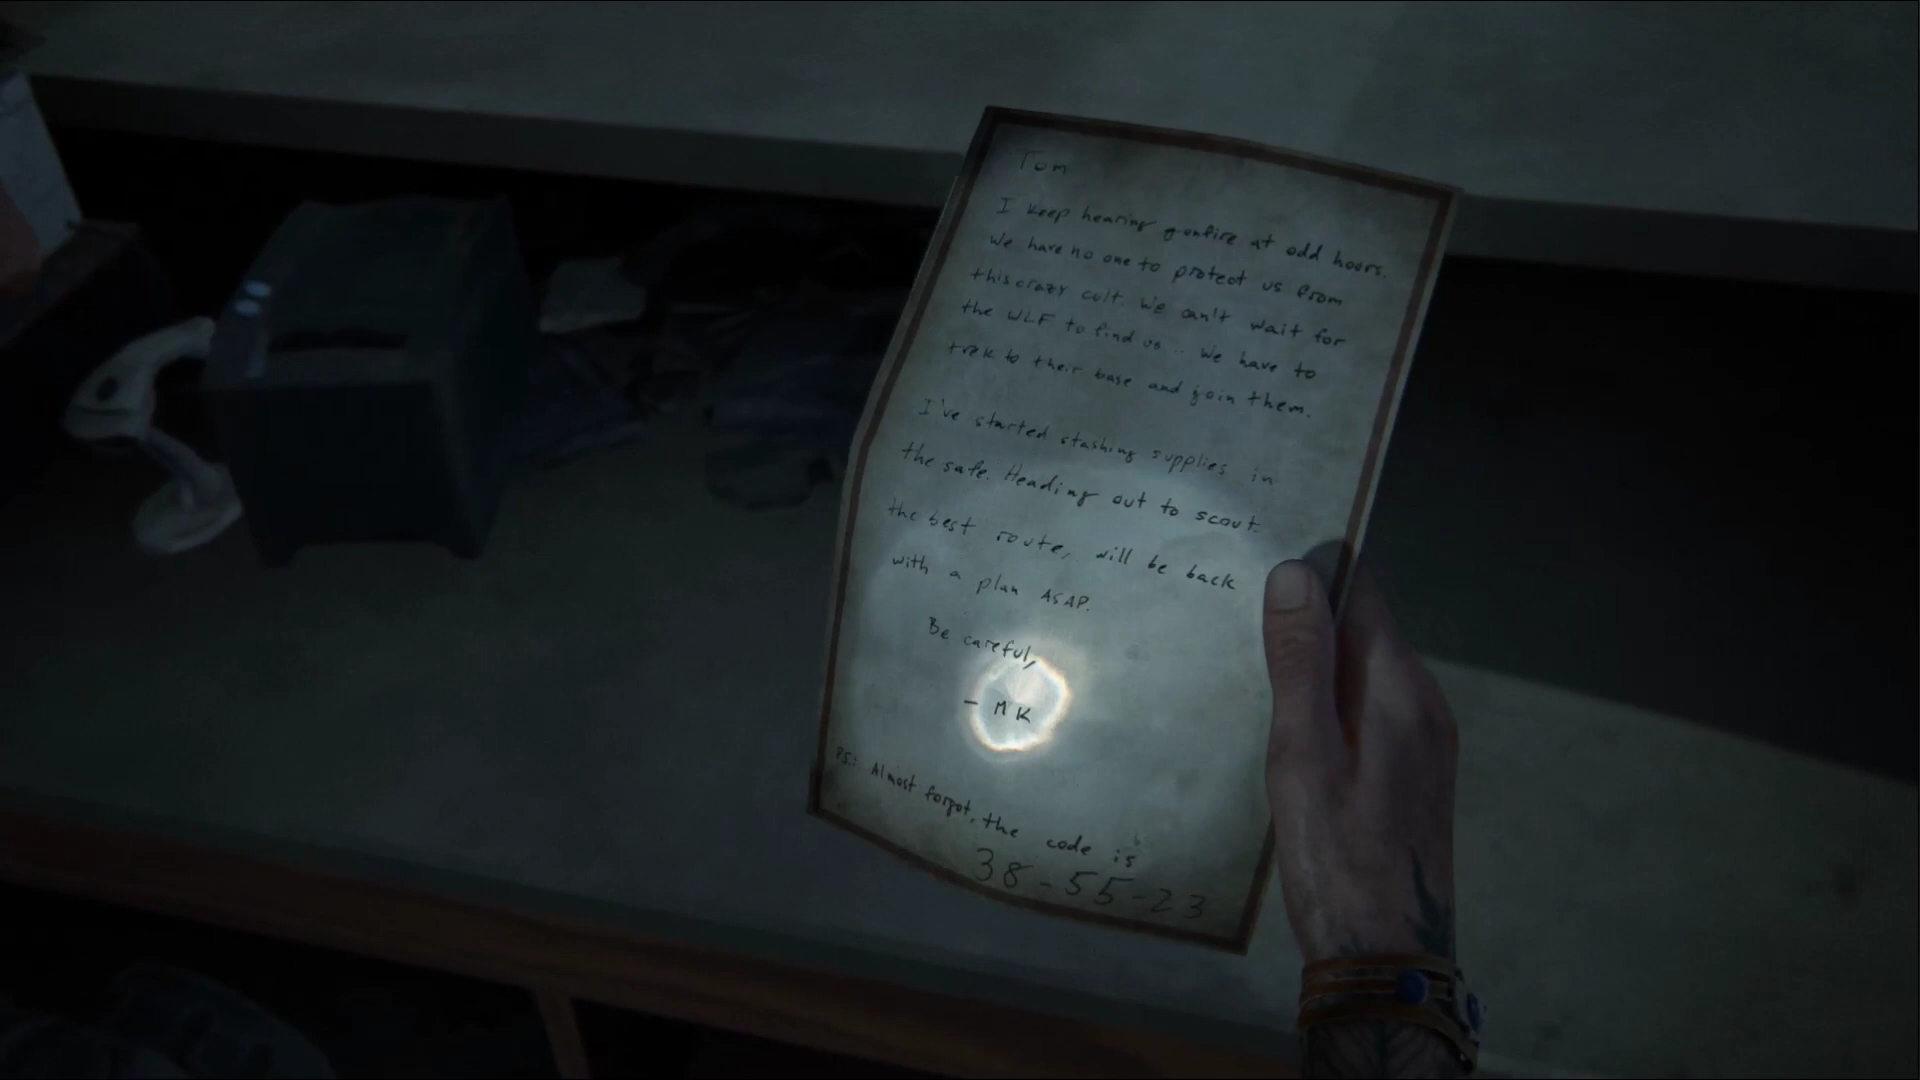 Tom
I keep hearing gunfire at odd hours.
We have no one to protect us from
this crazy cult. We can't wait for
the WLF to find us... We have to
trek to their base and join them.
I've started stashing supplies in
the safe. Heading out to scout
the best route, will be back
with a plan ASAP.
Be careful,
- MK
PS.: Almost forgot, the code is
38-55-23